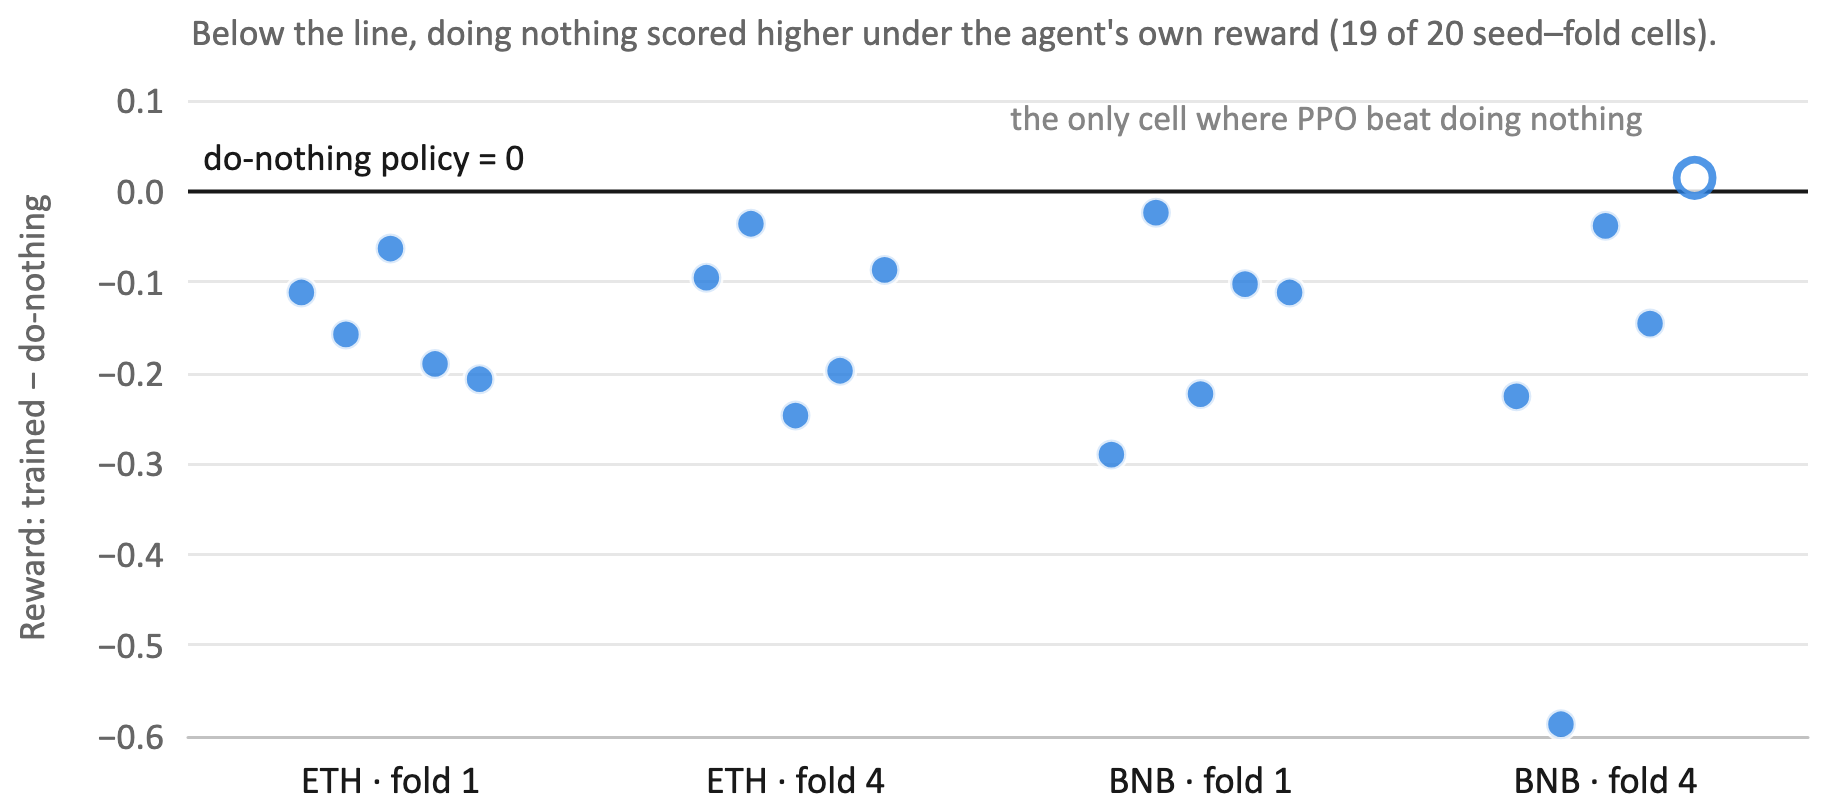 Below the line, doing nothing scored higher under the agent's own reward (19 of 20 seed–fold cells).
0.1
the only cell where PPO beat doing nothing
do-nothing policy = 0
0.0
−0.1
−0.2
−0.3
−0.4
−0.5
−0.6
Reward: trained – do-nothing
ETH · fold 1
ETH · fold 4
BNB · fold 1
BNB · fold 4